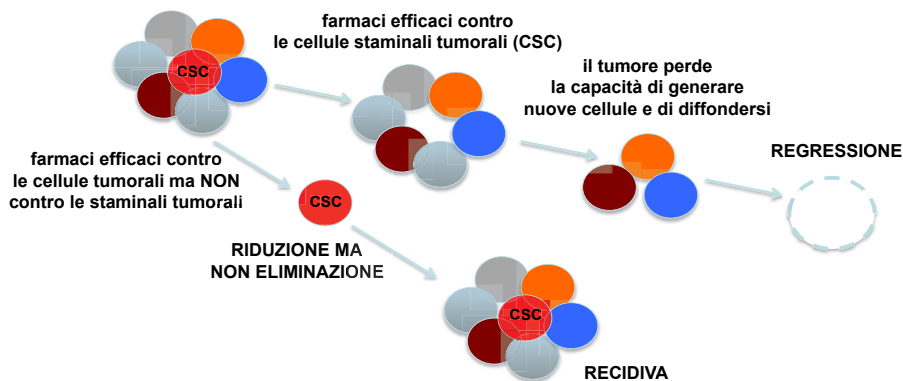 farmaci efficaci contro
le cellule staminali tumorali (CSC)
CSC
il tumore perde
la capacità di generare
nuove cellule e di diffondersi
REGRESSIONE
farmaci efficaci contro
le cellule tumorali ma NON
contro le staminali tumorali
CSC
RIDUZIONE MA
NON ELIMINAZIONE
CSC
RECIDIVA